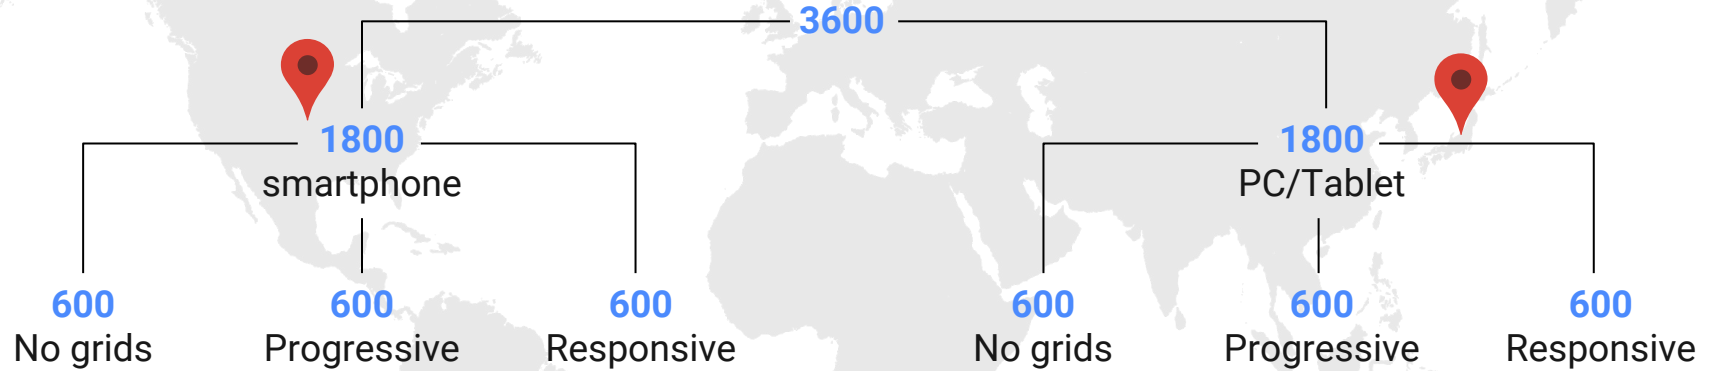 3600
1800
smartphone
1800
PC/Tablet
600
No grids
600
Progressive
600
Responsive
600
No grids
600
Progressive
600
Responsive